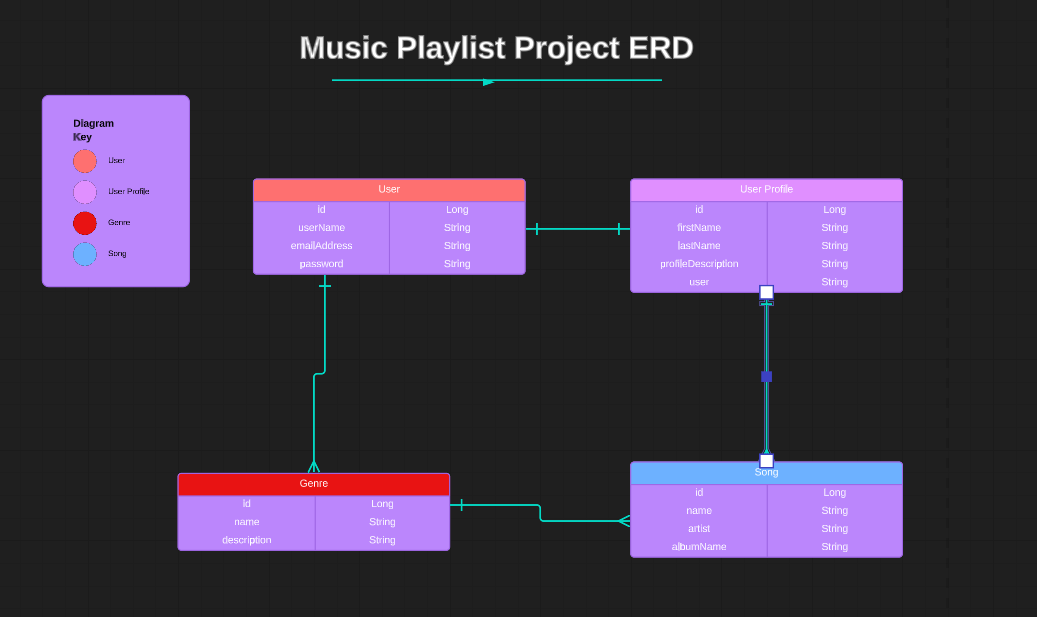 Music Playlist Project ERD
Diagram
Key
User
User Profile
Genre
Song
User
id Long
userName String
emailAddress String
password String
User Profile
id Long
firstName String
lastName String
profileDescription String
user String
Genre
id Long
name String
description String
Song
id Long
name String
artist String
albumName String